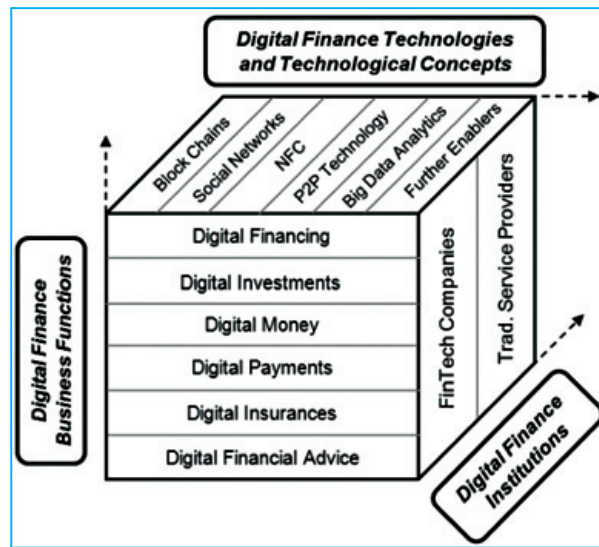 Digital Finance Technologies
and Technological Concepts
Block Chains
Social Networks
NFC
P2P Technology
Big Data Analytics
Further Enablers
Digital Finance
Business Functions
Digital Financing
Digital Investments
Digital Money
Digital Payments
Digital Insurances
Digital Financial Advice
FinTech Companies
Trad. Service Providers
Digital Finance
Institutions